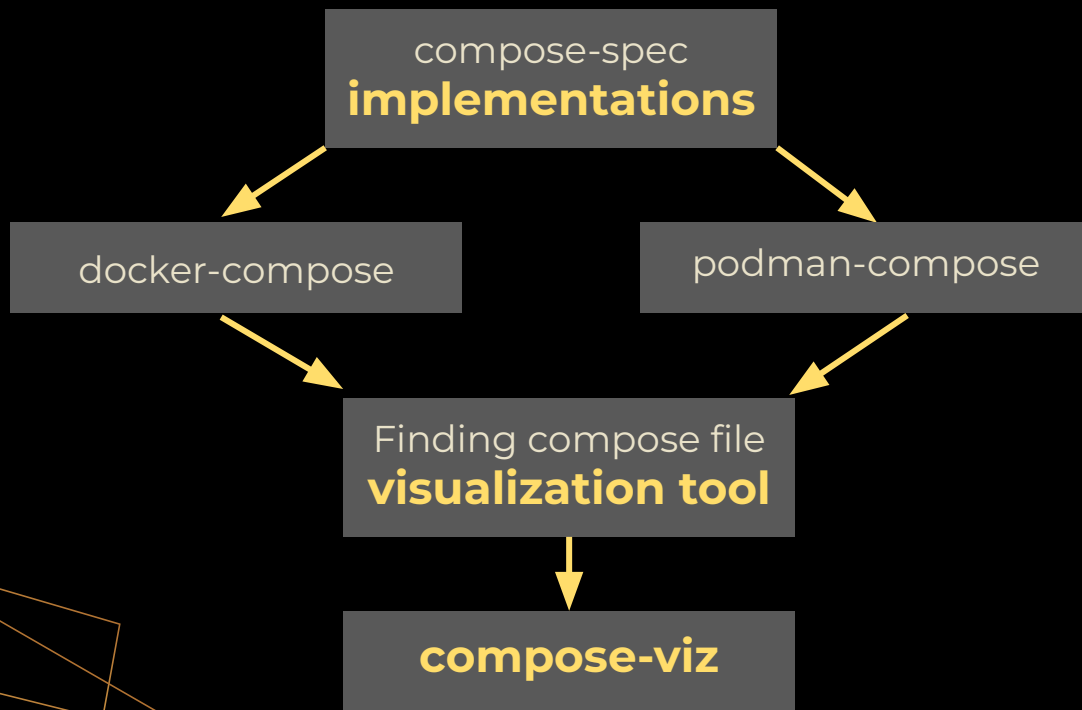 compose-spec
implementations
docker-compose
podman-compose
Finding compose file
visualization tool
compose-viz